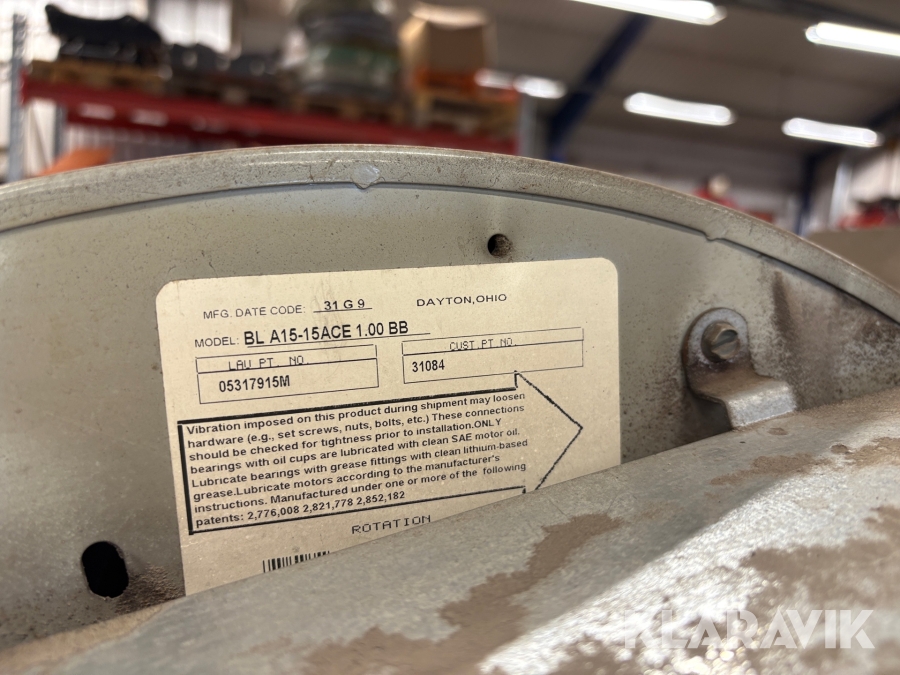 MFG. DATE CODE: 31 G 9 DAYTON,OHIO
MODEL: BL A15-15ACE 1.00 BB
LAU PT. NO. CUST.PT NO.
05317915M 31084
Vibration imposed on this product during shipment may loosen
hardware (e.g., set screws, nuts, bolts, etc.) These connections
should be checked for tightness prior to installation.ONLY
bearings with oil cups are lubricated with clean SAE motor oil.
Lubricate bearings with grease fittings with clean lithium-based
grease.Lubricate motors according to the manufacturer's
instructions. Manufactured under one or more of the following
patents: 2,776,008 2,821,778 2,852,182
ROTATION
KLARAVIK